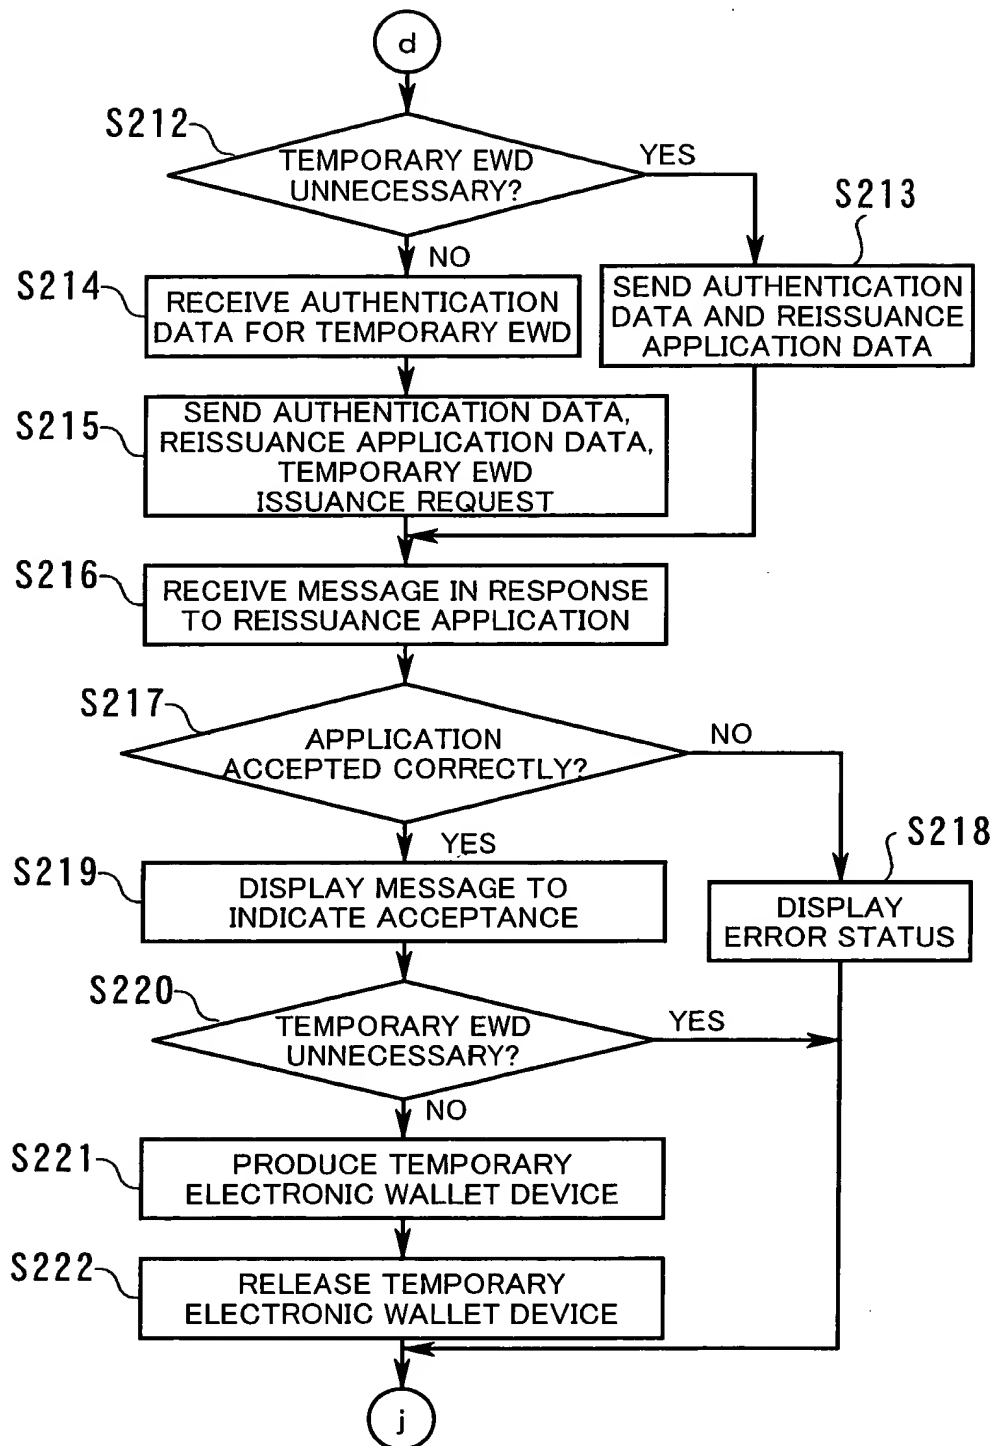 d
S212
TEMPORARY EWD
UNNECESSARY?
YES
S213
NO
S214
RECEIVE AUTHENTICATION
DATA FOR TEMPORARY EWD
SEND AUTHENTICATION
DATA AND REISSUANCE
APPLICATION DATA
S215
SEND AUTHENTICATION DATA,
REISSUANCE APPLICATION DATA,
TEMPORARY EWD
ISSUANCE REQUEST
S216
RECEIVE MESSAGE IN RESPONSE
TO REISSUANCE APPLICATION
S217
APPLICATION
ACCEPTED CORRECTLY?
NO
YES
S218
S219
DISPLAY MESSAGE TO
INDICATE ACCEPTANCE
DISPLAY
ERROR STATUS
S220
TEMPORARY EWD
UNNECESSARY?
YES
NO
S221
PRODUCE TEMPORARY
ELECTRONIC WALLET DEVICE
S222
RELEASE TEMPORARY
ELECTRONIC WALLET DEVICE
j